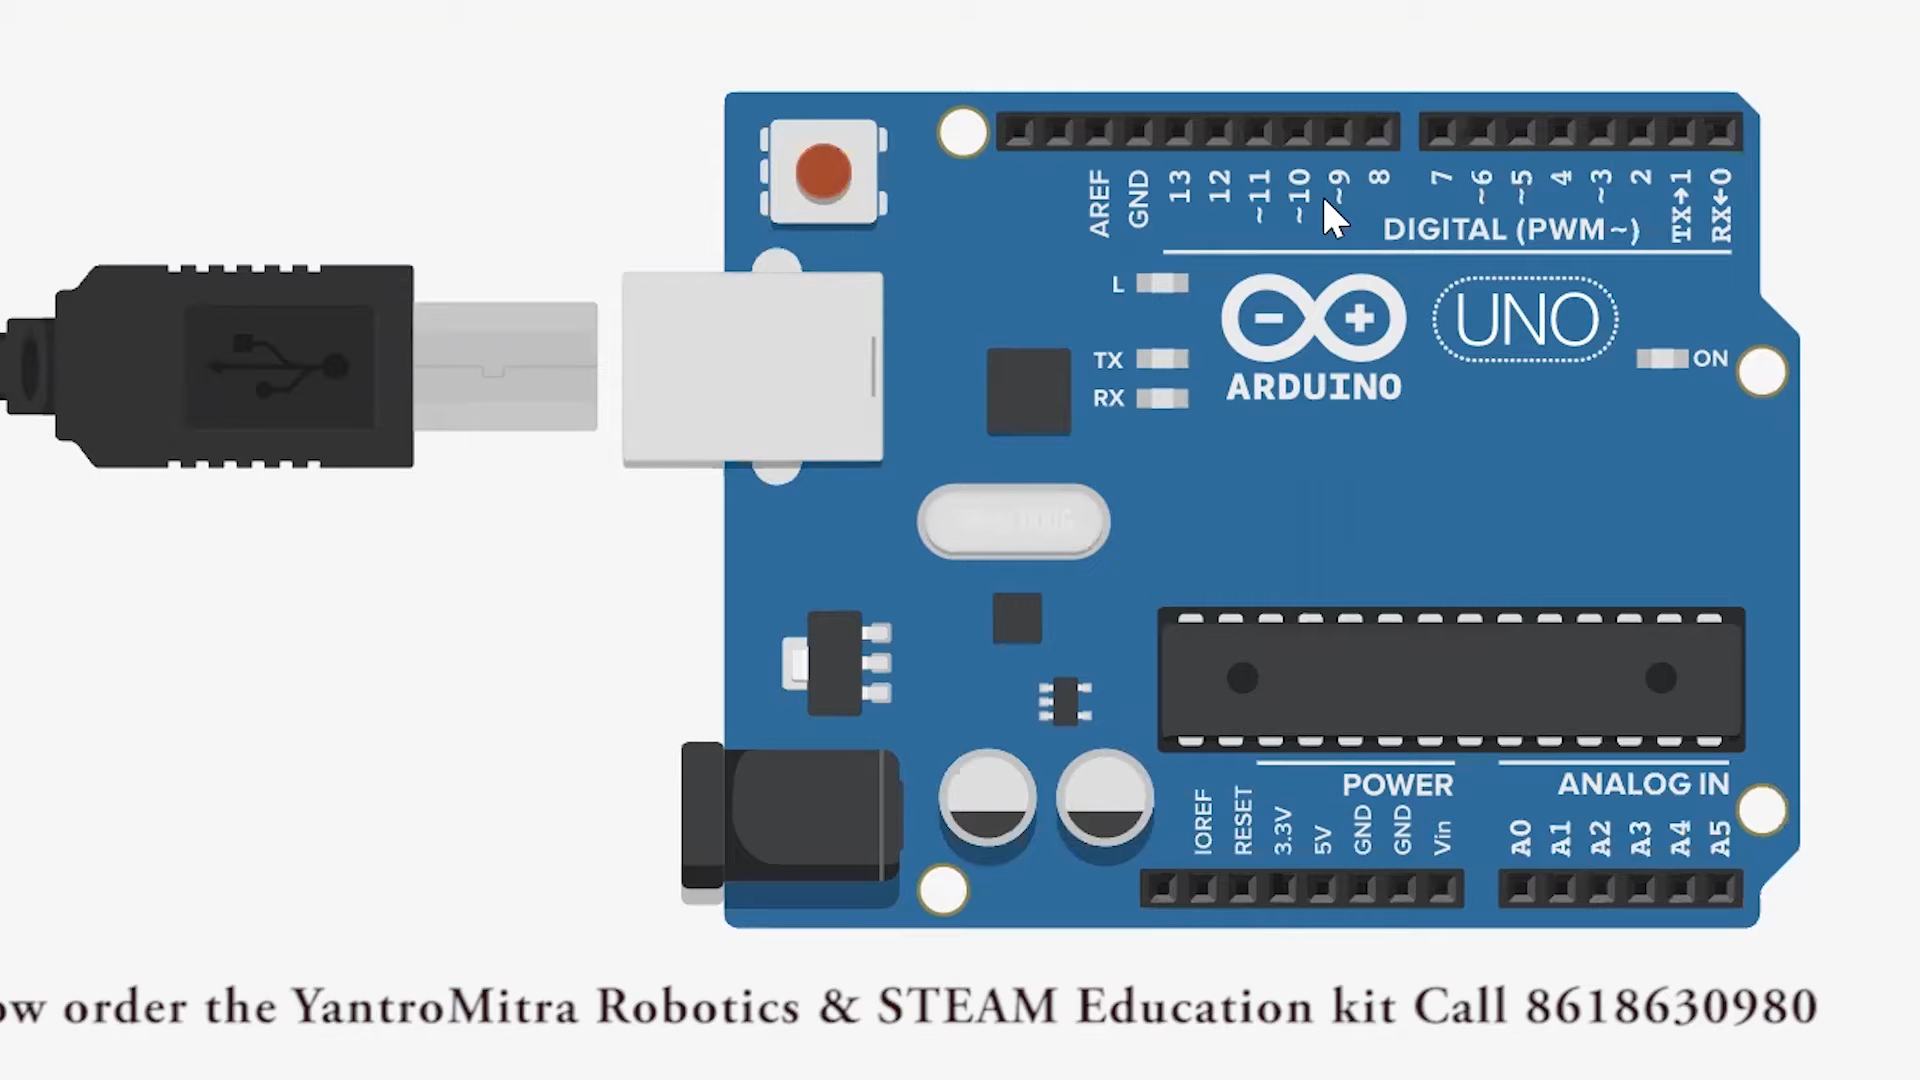 AREF
GND
13
12
~11
~10
~9
8
7
~6
~5
4
~3
2
TX→1
RX←0
DIGITAL (PWM~)
L
TX
RX
ARDUINO
UNO
ON
POWER
ANALOG IN
IOREF
RESET
3.3V
5V
GND
GND
Vin
A0
A1
A2
A3
A4
A5
order the YantroMitra Robotics & STEAM Education kit Call 8618630980